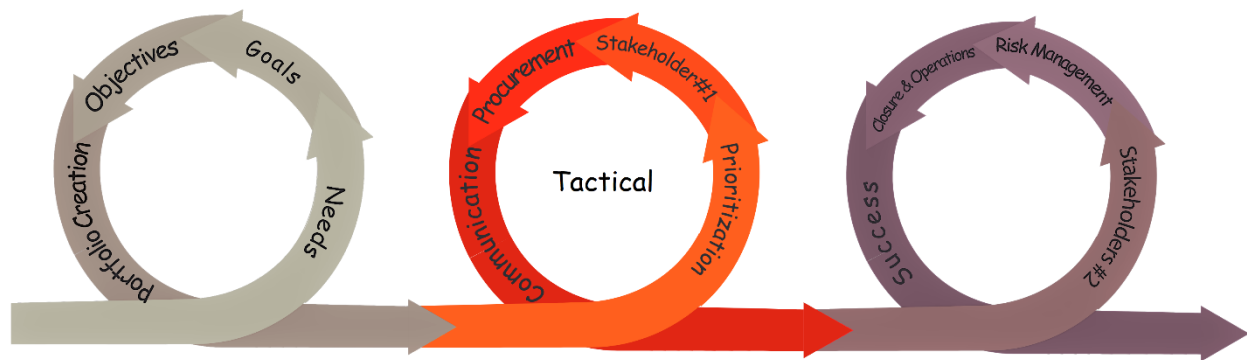 Needs
Goals
Objectives
Portfolio Creation
Prioritization
Stakeholder#1
Procurement
Communication
Tactical
Stakeholders #2
Risk Management
Closure & Operations
Success